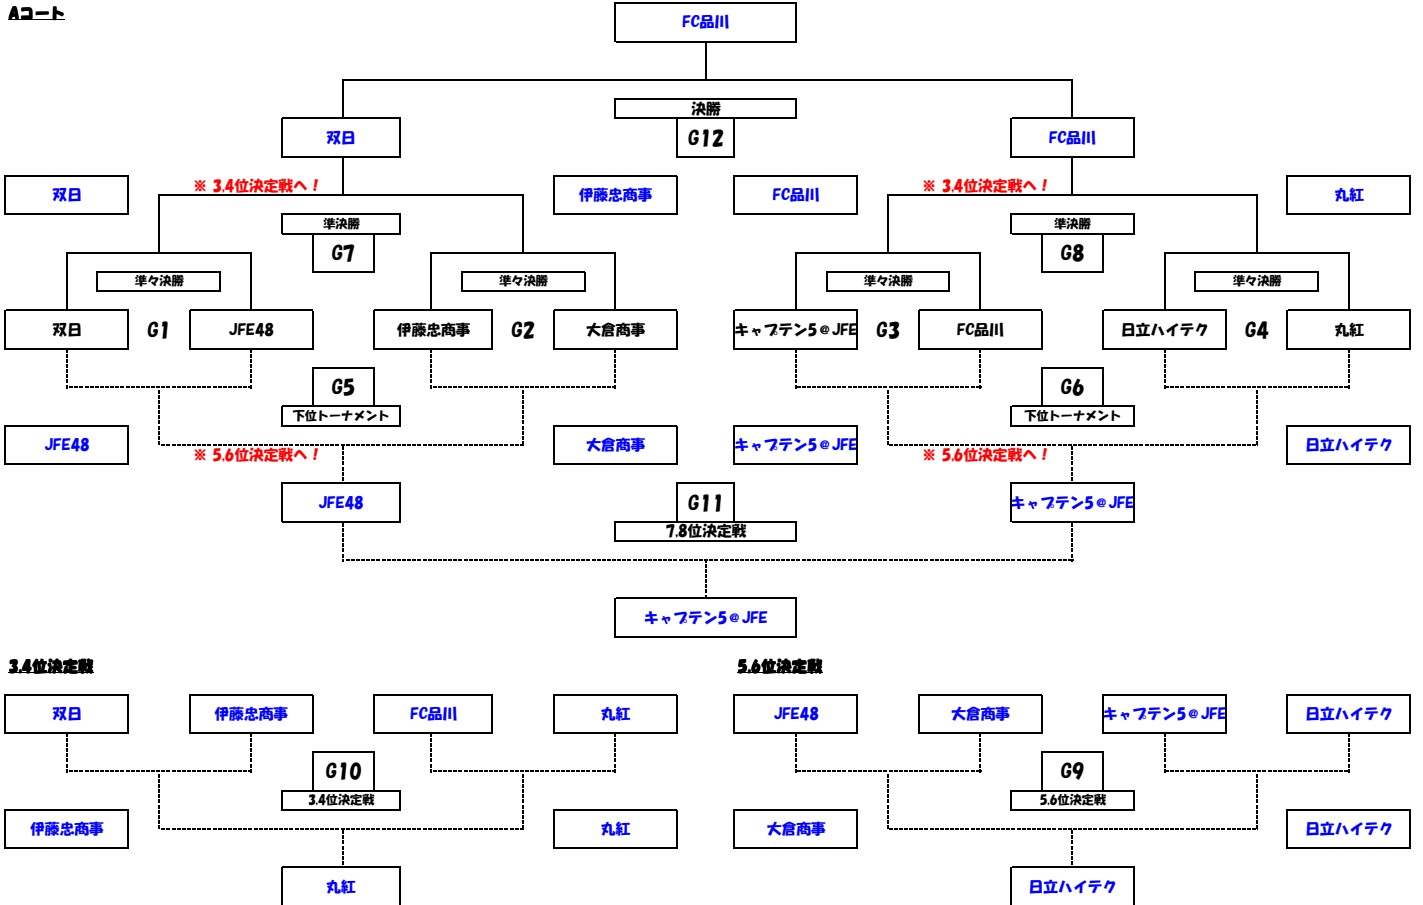 Aコート
FC品川
決勝
G12
双日
FC品川
双日
※ 3.4位決定戦へ！
伊藤忠商事
FC品川
※ 3.4位決定戦へ！
丸紅
準決勝
準決勝
G7
G8
準々決勝
準々決勝
準々決勝
準々決勝
双日
G1
JFE48
伊藤忠商事
G2
大倉商事
キャプテン5@JFE
G3
FC品川
日立ハイテク
G4
丸紅
G5
G6
下位トーナメント
下位トーナメント
JFE48
※ 5.6位決定戦へ！
大倉商事
キャプテン5@JFE
※ 5.6位決定戦へ！
日立ハイテク
JFE48
G11
キャプテン5@JFE
7.8位決定戦
キャプテン5@JFE
3.4位決定戦
5.6位決定戦
双日
伊藤忠商事
FC品川
丸紅
JFE48
大倉商事
キャプテン5@JFE
日立ハイテク
G10
G9
3.4位決定戦
5.6位決定戦
伊藤忠商事
丸紅
大倉商事
日立ハイテク
丸紅
日立ハイテク